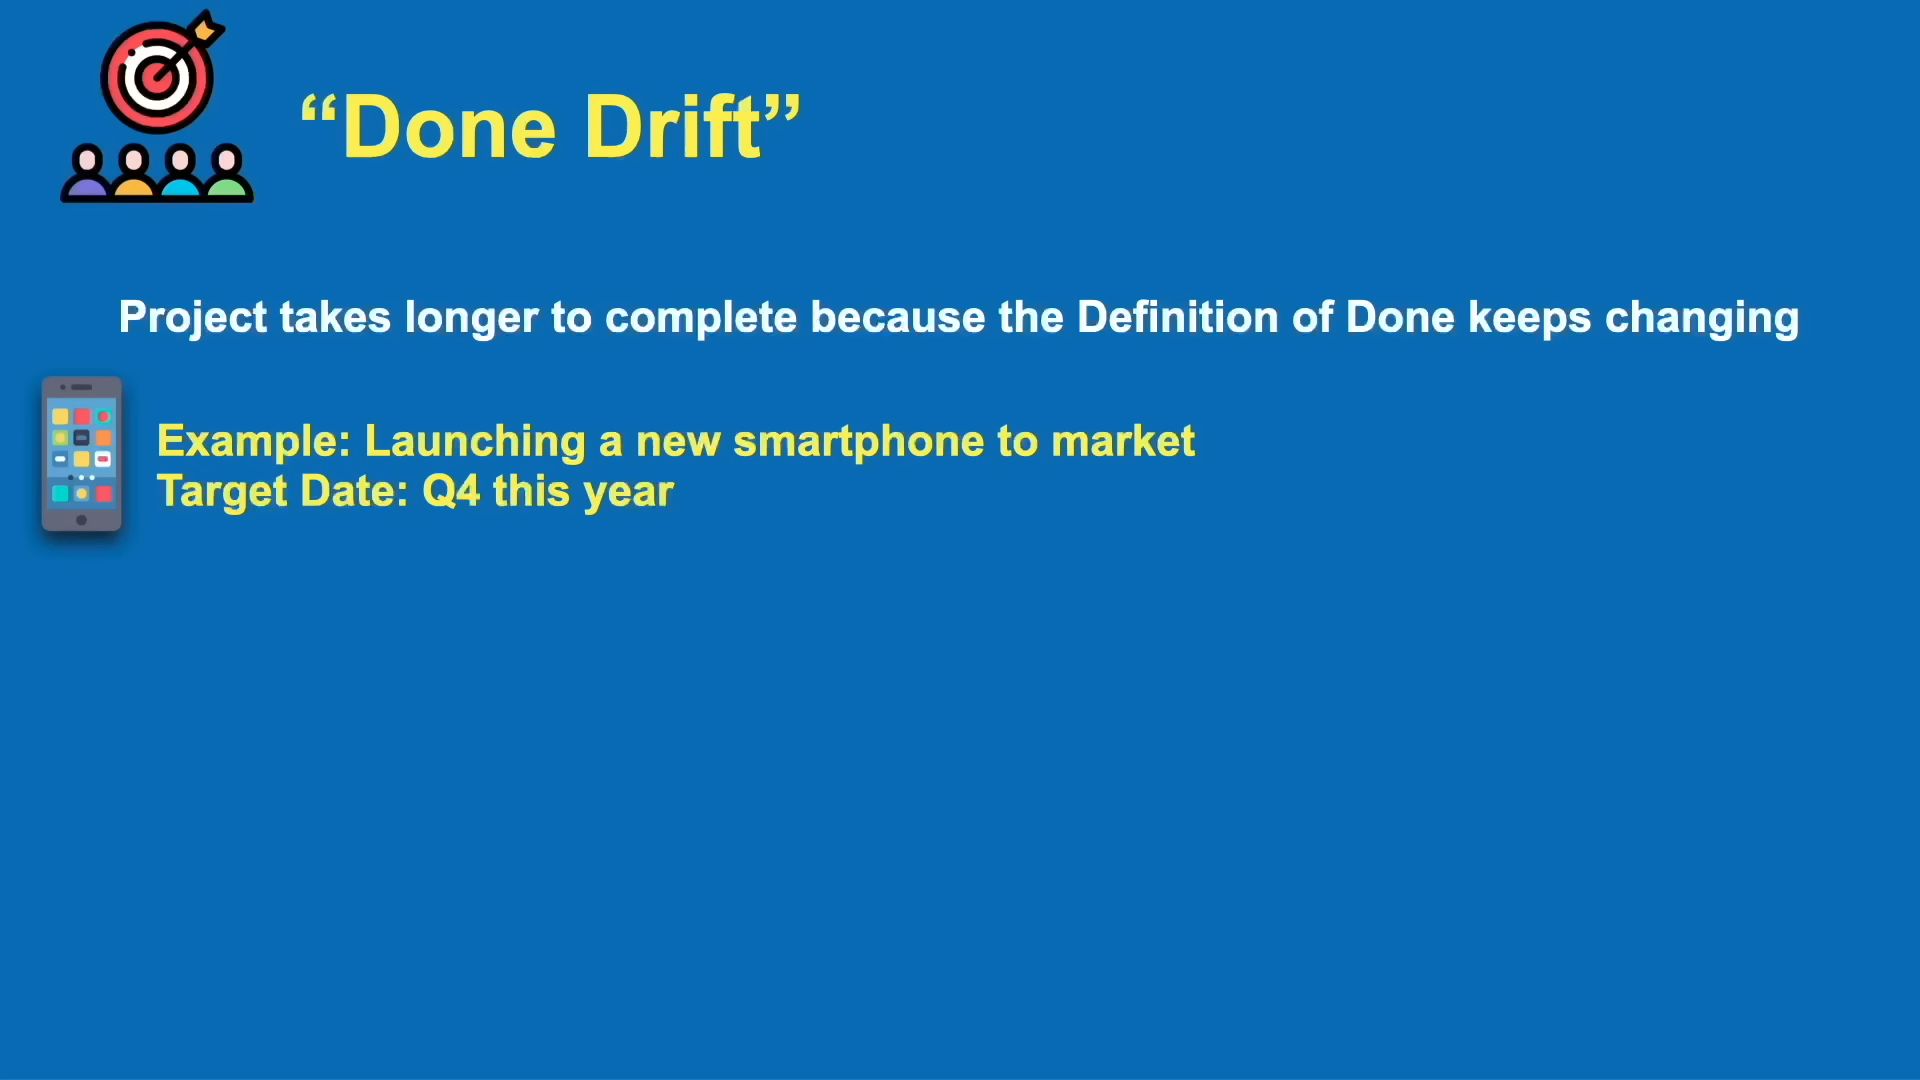 “Done Drift”
Project takes longer to complete because the Definition of Done keeps changing
Example: Launching a new smartphone to market
Target Date: Q4 this year